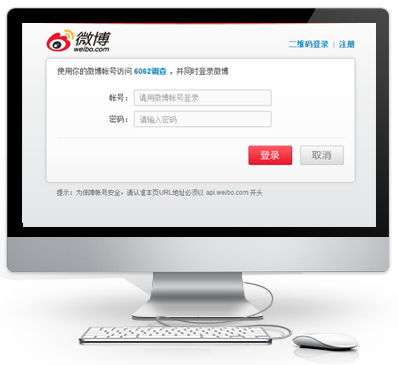 微博
weibo.com
二维码登录 | 注册
使用你的微博帐号访问 6062调查 ，并同时登录微博
帐号： 请用微博帐号登录
密码： 请输入密码
登录 取消
提示：为保障帐号安全，请认准本页URL地址必须以 api.weibo.com 开头